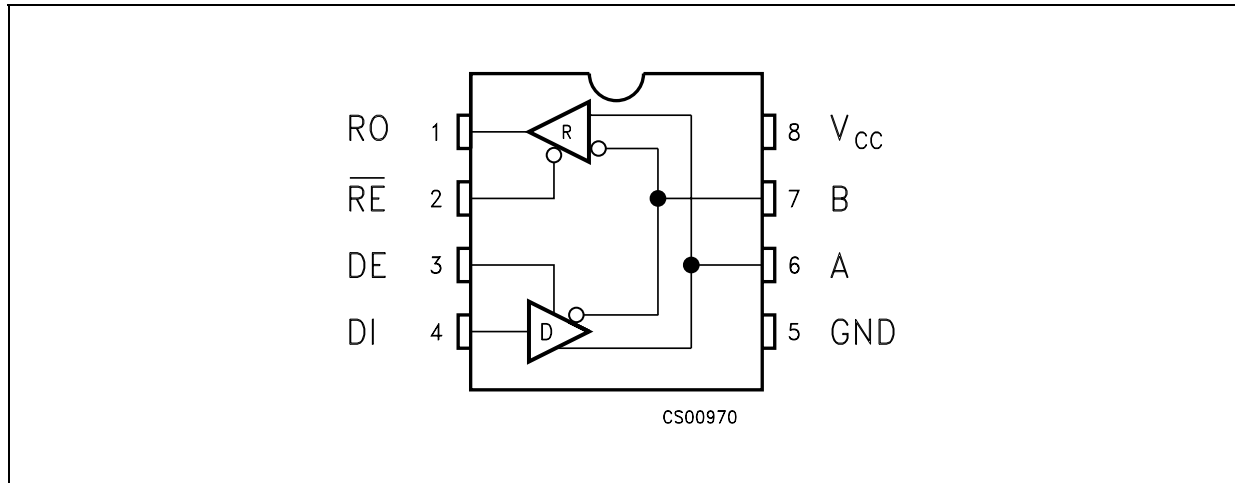 RO 1 R 8 VCC
RE 2 7 B
DE 3 6 A
DI 4 D 5 GND
CS00970